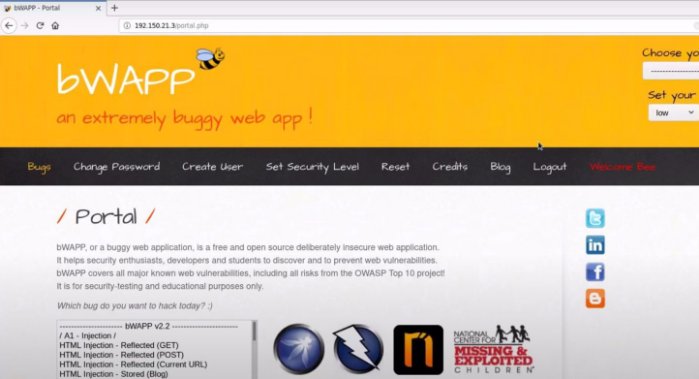 bWAPP - Portal
192.150.21.3/portal.php
Choose yo
bWAPP
----------------
Set your
an extremely buggy web app !
low
Bugs Change Password Create User Set Security Level Reset Credits Blog Logout Welcome Bee
/ Portal /
bWAPP, or a buggy web application, is a free and open source deliberately insecure web application.
It helps security enthusiasts, developers and students to discover and to prevent web vulnerabilities.
bWAPP covers all major known web vulnerabilities, including all risks from the OWASP Top 10 project!
It is for security-testing and educational purposes only.
Which bug do you want to hack today? :)
----------------------- bWAPP v2.2 -----------------------
/ A1 - Injection /
HTML Injection - Reflected (GET)
HTML Injection - Reflected (POST)
HTML Injection - Reflected (Current URL)
HTML Injection - Stored (Blog)
NATIONAL
CENTER FOR
MISSING &
EXPLOITED
CHILDREN